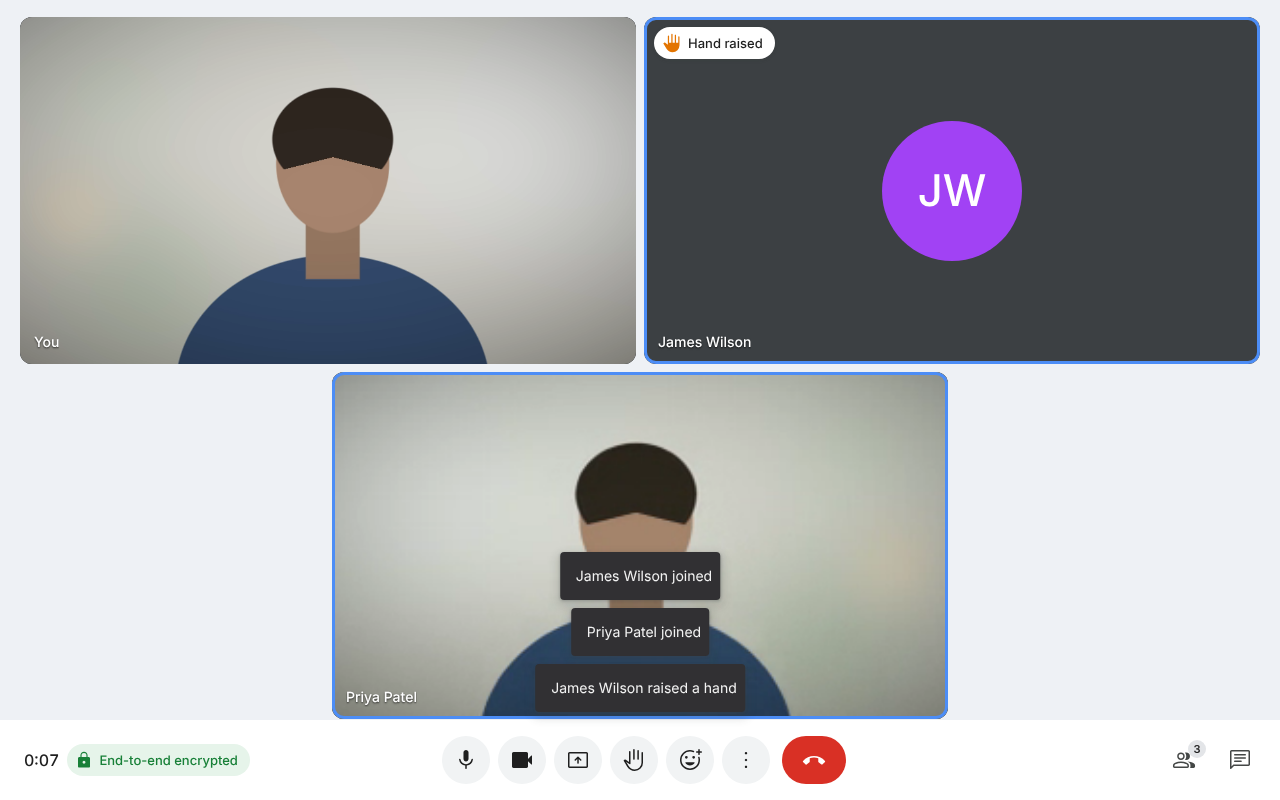 You
Hand raised
JW
James Wilson
James Wilson joined
Priya Patel joined
James Wilson raised a hand
Priya Patel
0:07
End-to-end encrypted
3